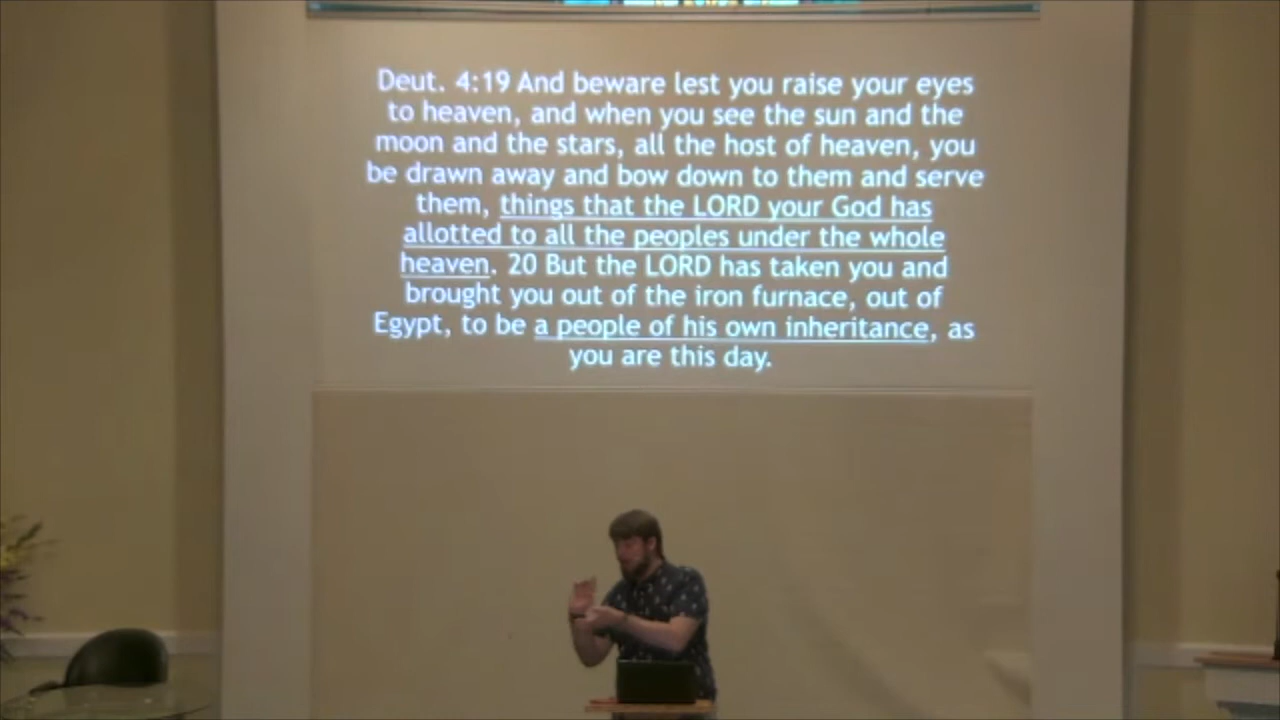 Deut. 4:19 And beware lest you raise your eyes
to heaven, and when you see the sun and the
moon and the stars, all the host of heaven, you
be drawn away and bow down to them and serve
them, things that the LORD your God has
allotted to all the peoples under the whole
heaven. 20 But the LORD has taken you and
brought you out of the iron furnace, out of
Egypt, to be a people of his own inheritance, as
you are this day.